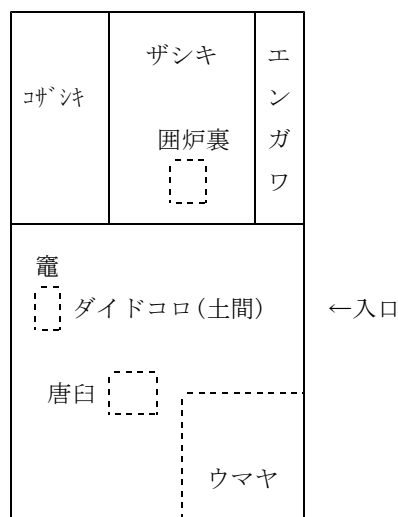 ザシキ
エンガワ
コザシキ
囲炉裏
竈
ダイドコロ(土間)
←入口
唐臼
ウマヤ